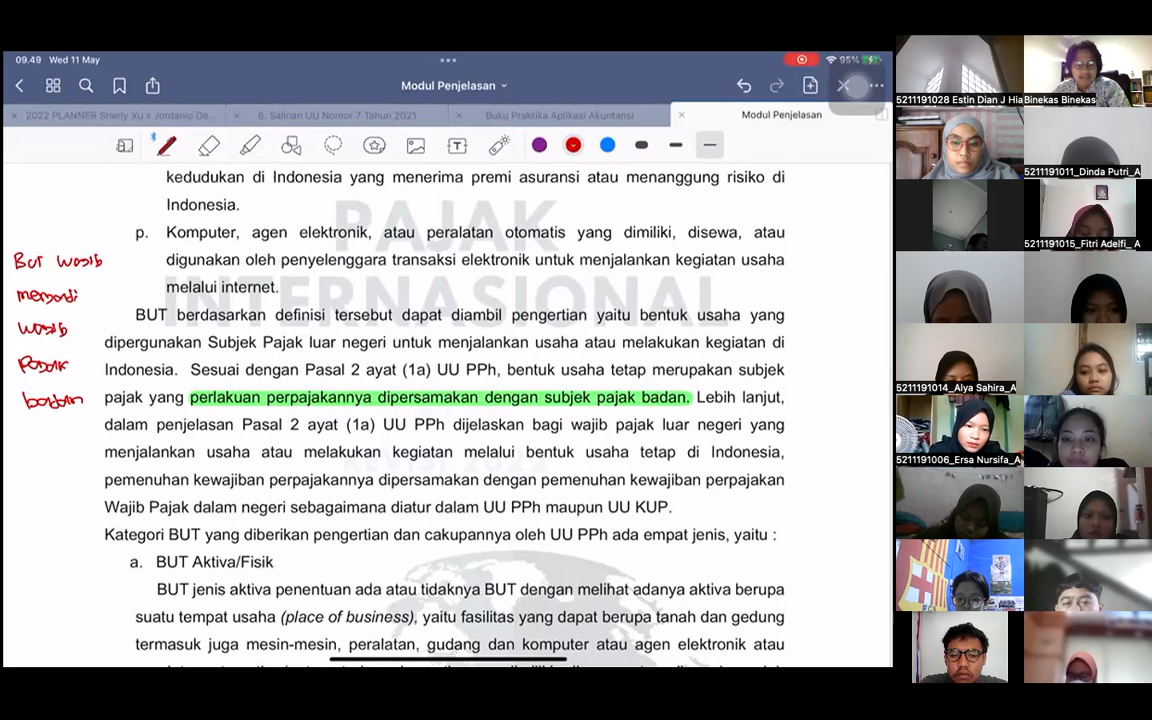 09.49 Wed 11 May
95%
Modul Penjelasan
2022 PLANNER Sherry Xu x Jordanic De...
6. Salinan UU Nomor 7 Tahun 2021
Buku Praktika Aplikasi Akuntansi
Modul Penjelasan
PAJAK
INTERNASIONAL
kedudukan di Indonesia yang menerima premi asuransi atau menanggung risiko di
Indonesia.
p. Komputer, agen elektronik, atau peralatan otomatis yang dimiliki, disewa, atau
digunakan oleh penyelenggara transaksi elektronik untuk menjalankan kegiatan usaha
melalui internet.
BUT berdasarkan definisi tersebut dapat diambil pengertian yaitu bentuk usaha yang
dipergunakan Subjek Pajak luar negeri untuk menjalankan usaha atau melakukan kegiatan di
Indonesia. Sesuai dengan Pasal 2 ayat (1a) UU PPh, bentuk usaha tetap merupakan subjek
pajak yang perlakuan perpajakannya dipersamakan dengan subjek pajak badan. Lebih lanjut,
dalam penjelasan Pasal 2 ayat (1a) UU PPh dijelaskan bagi wajib pajak luar negeri yang
menjalankan usaha atau melakukan kegiatan melalui bentuk usaha tetap di Indonesia,
pemenuhan kewajiban perpajakannya dipersamakan dengan pemenuhan kewajiban perpajakan
Wajib Pajak dalam negeri sebagaimana diatur dalam UU PPh maupun UU KUP.
Kategori BUT yang diberikan pengertian dan cakupannya oleh UU PPh ada empat jenis, yaitu :
a. BUT Aktiva/Fisik
BUT jenis aktiva penentuan ada atau tidaknya BUT dengan melihat adanya aktiva berupa
suatu tempat usaha (place of business), yaitu fasilitas yang dapat berupa tanah dan gedung
termasuk juga mesin-mesin, peralatan, gudang dan komputer atau agen elektronik atau
BUT wajib
menjadi
wajib
pajak
badan
5211191028 Estin Dian J Hia
Binekas Binekas
5211191011_Dinda Putri_A
5211191015_Fitri Adelfi_ A
5211191014_Alya Sahira_A
5211191006_Ersa Nursifa_A